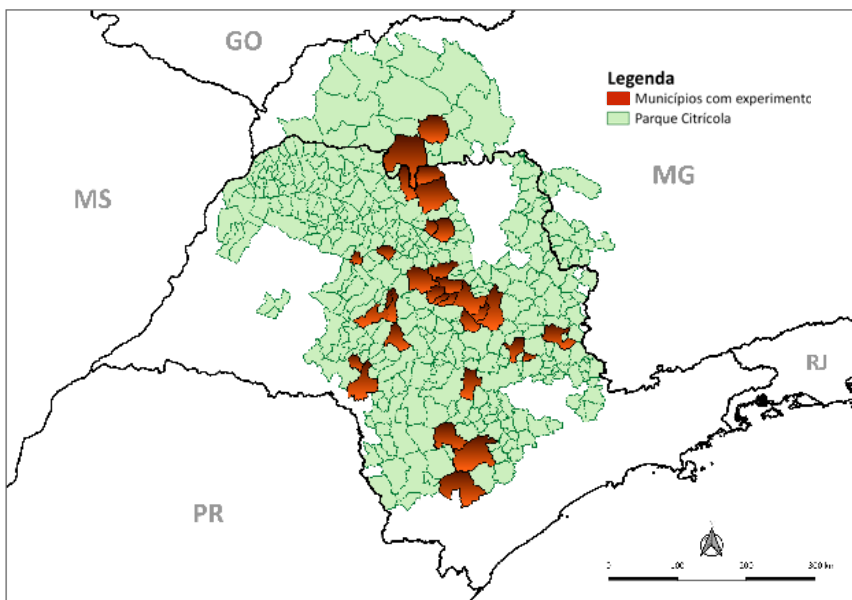 GO
Legenda
Municípios com experimento
Parque Citrícola
MG
MS
RJ
PR
0 100 200 300 km